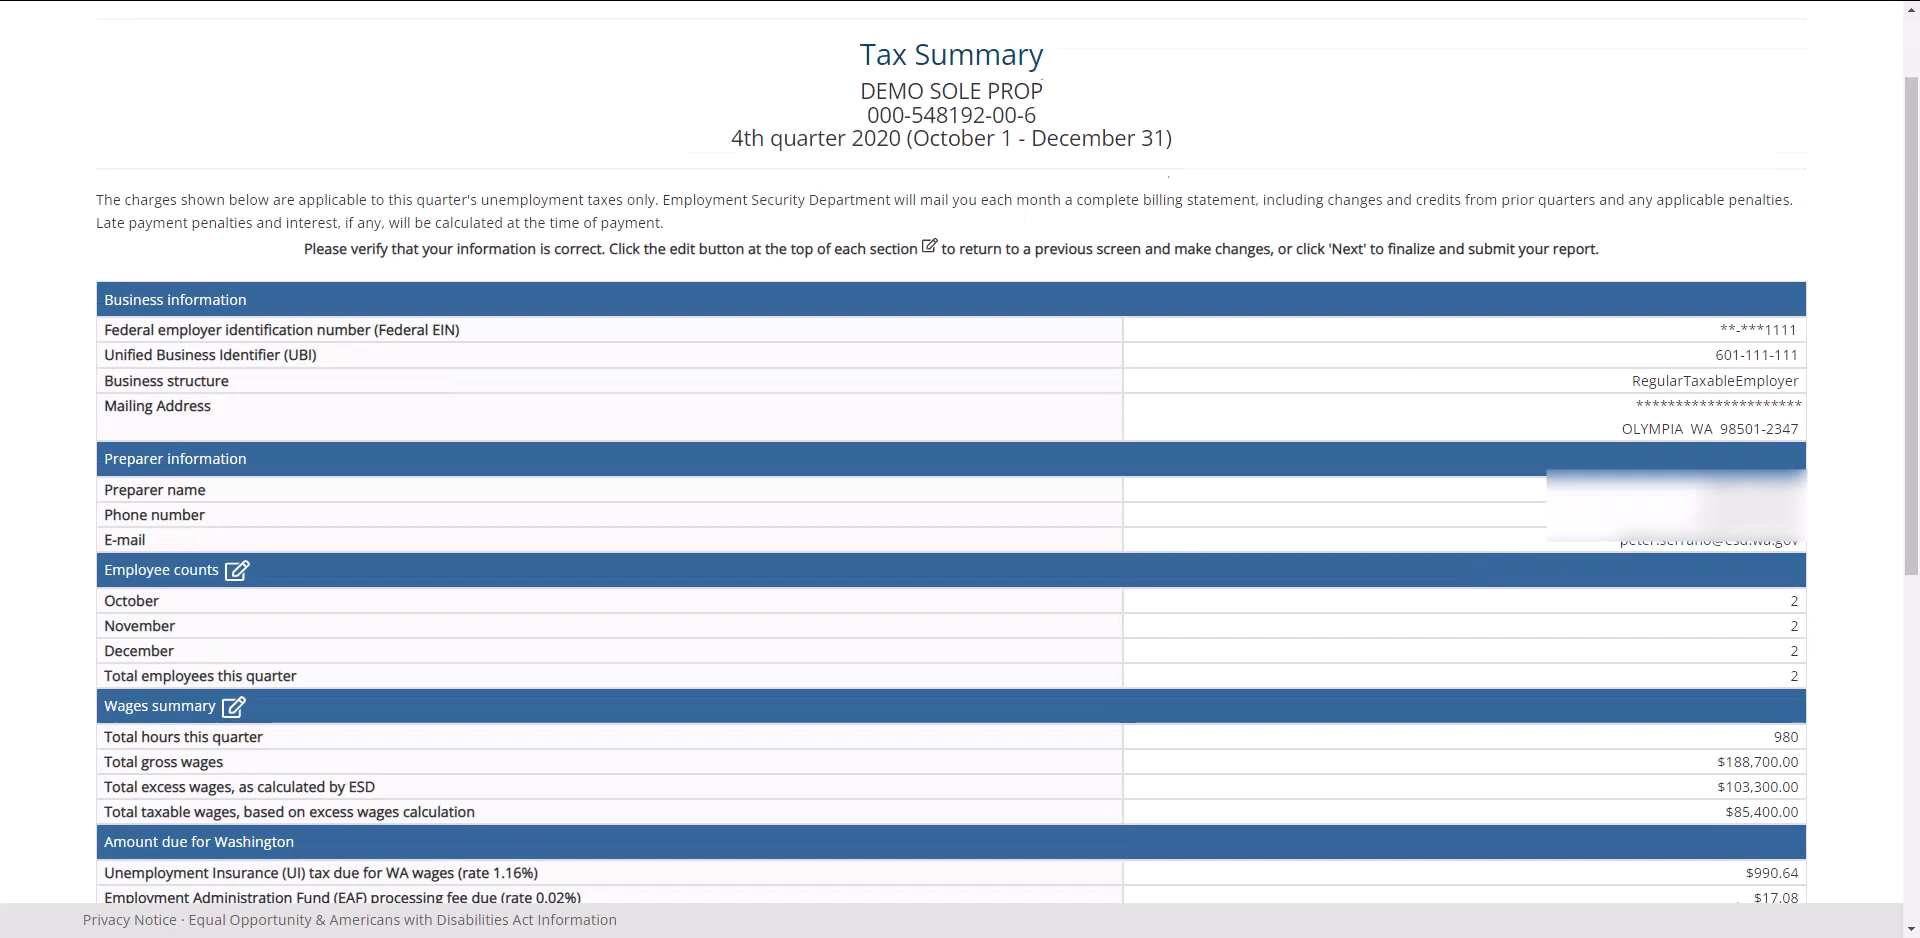 Tax Summary
DEMO SOLE PROP
000-548192-00-6
4th quarter 2020 (October 1 - December 31)
The charges shown below are applicable to this quarter's unemployment taxes only. Employment Security Department will mail you each month a complete billing statement, including changes and credits from prior quarters and any applicable penalties.
Late payment penalties and interest, if any, will be calculated at the time of payment.
Please verify that your information is correct. Click the edit button at the top of each section to return to a previous screen and make changes, or click 'Next' to finalize and submit your report.
Business information
Federal employer identification number (Federal EIN) **-***1111
Unified Business Identifier (UBI) 601-111-111
Business structure RegularTaxableEmployer
Mailing Address *********************
OLYMPIA WA 98501-2347
Preparer information
Preparer name
Phone number
E-mail
Employee counts
October 2
November 2
December 2
Total employees this quarter 2
Wages summary
Total hours this quarter 980
Total gross wages $188,700.00
Total excess wages, as calculated by ESD $103,300.00
Total taxable wages, based on excess wages calculation $85,400.00
Amount due for Washington
Unemployment Insurance (UI) tax due for WA wages (rate 1.16%) $990.64
Employment Administration Fund (EAF) processing fee due (rate 0.02%) $17.08
Privacy Notice · Equal Opportunity & Americans with Disabilities Act Information